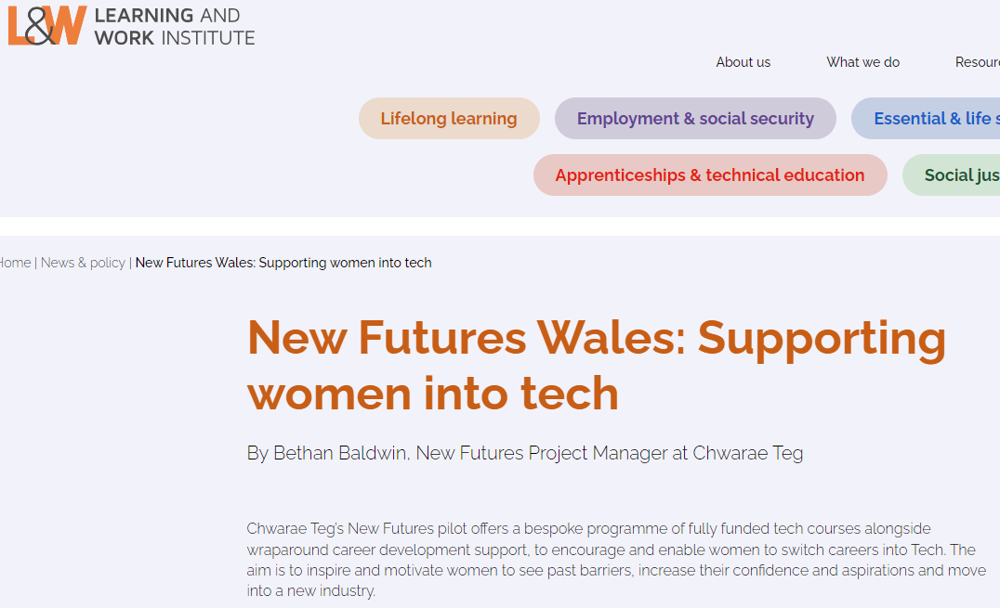 L&W LEARNING AND
WORK INSTITUTE
About us What we do Resour
Lifelong learning Employment & social security Essential & life s
Apprenticeships & technical education Social jus
Home | News & policy | New Futures Wales: Supporting women into tech
New Futures Wales: Supporting
women into tech
By Bethan Baldwin, New Futures Project Manager at Chwarae Teg
Chwarae Teg's New Futures pilot offers a bespoke programme of fully funded tech courses alongside
wraparound career development support, to encourage and enable women to switch careers into Tech. The
aim is to inspire and motivate women to see past barriers, increase their confidence and aspirations and move
into a new industry.